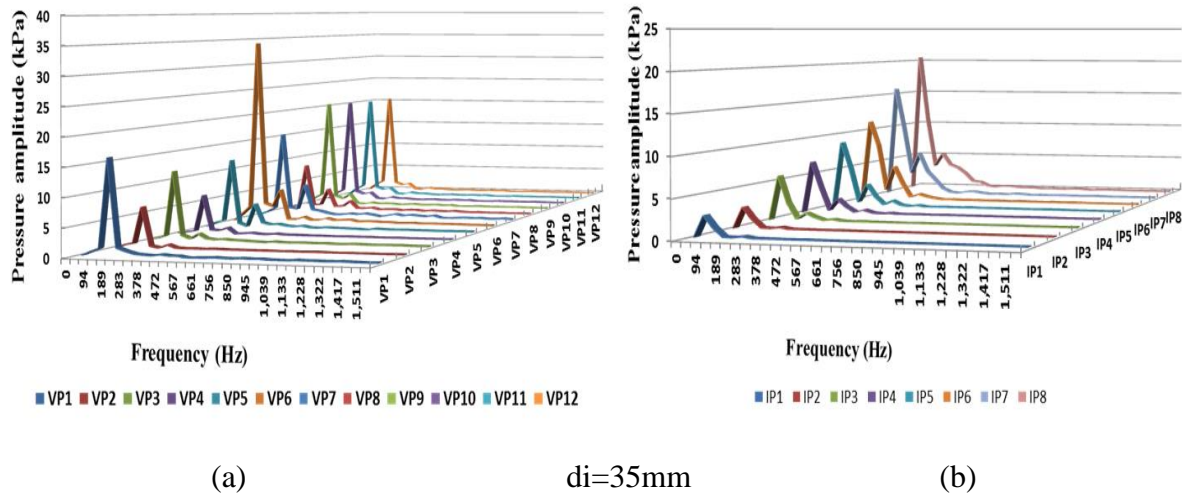 Pressure amplitude (kPa)
40
35
30
25
20
15
10
5
0
0
94
189
283
378
472
567
661
756
850
945
1,039
1,133
1,228
1,322
1,417
1,511
VP1
VP2
VP3
VP4
VP5
VP6
VP7
VP8
VP9
VP10
VP11
VP12
Frequency (Hz)
VP1 VP2 VP3 VP4 VP5 VP6 VP7 VP8 VP9 VP10 VP11 VP12
Pressure amplitude (kPa)
25
20
15
10
5
0
0
94
189
283
378
472
567
661
756
850
945
1,039
1,133
1,228
1,322
1,417
1,511
IP1
IP2
IP3
IP4
IP5
IP6
IP7
IP8
Frequency (Hz)
IP1 IP2 IP3 IP4 IP5 IP6 IP7 IP8
(a) di=35mm (b)